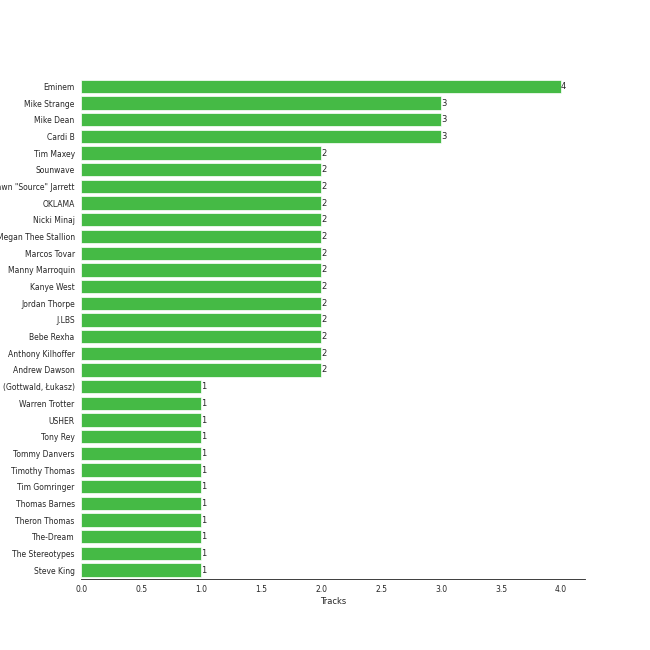 Eminem 4
Mike Strange 3
Mike Dean 3
Cardi B 3
Tim Maxey 2
Sounwave 2
"Source" Jarrett 2
OKLAMA 2
Nicki Minaj 2
Megan Thee Stallion 2
Marcos Tovar 2
Manny Marroquin 2
Kanye West 2
Jordan Thorpe 2
J.LBS 2
Bebe Rexha 2
Anthony Kilhoffer 2
Andrew Dawson 2
(Gottwald, Łukasz) 1
Warren Trotter 1
USHER 1
Tony Rey 1
Tommy Danvers 1
Timothy Thomas 1
Tim Gomringer 1
Thomas Barnes 1
Theron Thomas 1
The-Dream 1
The Stereotypes 1
Steve King 1
0.0 0.5 1.0 1.5 2.0 2.5 3.0 3.5 4.0
Tracks